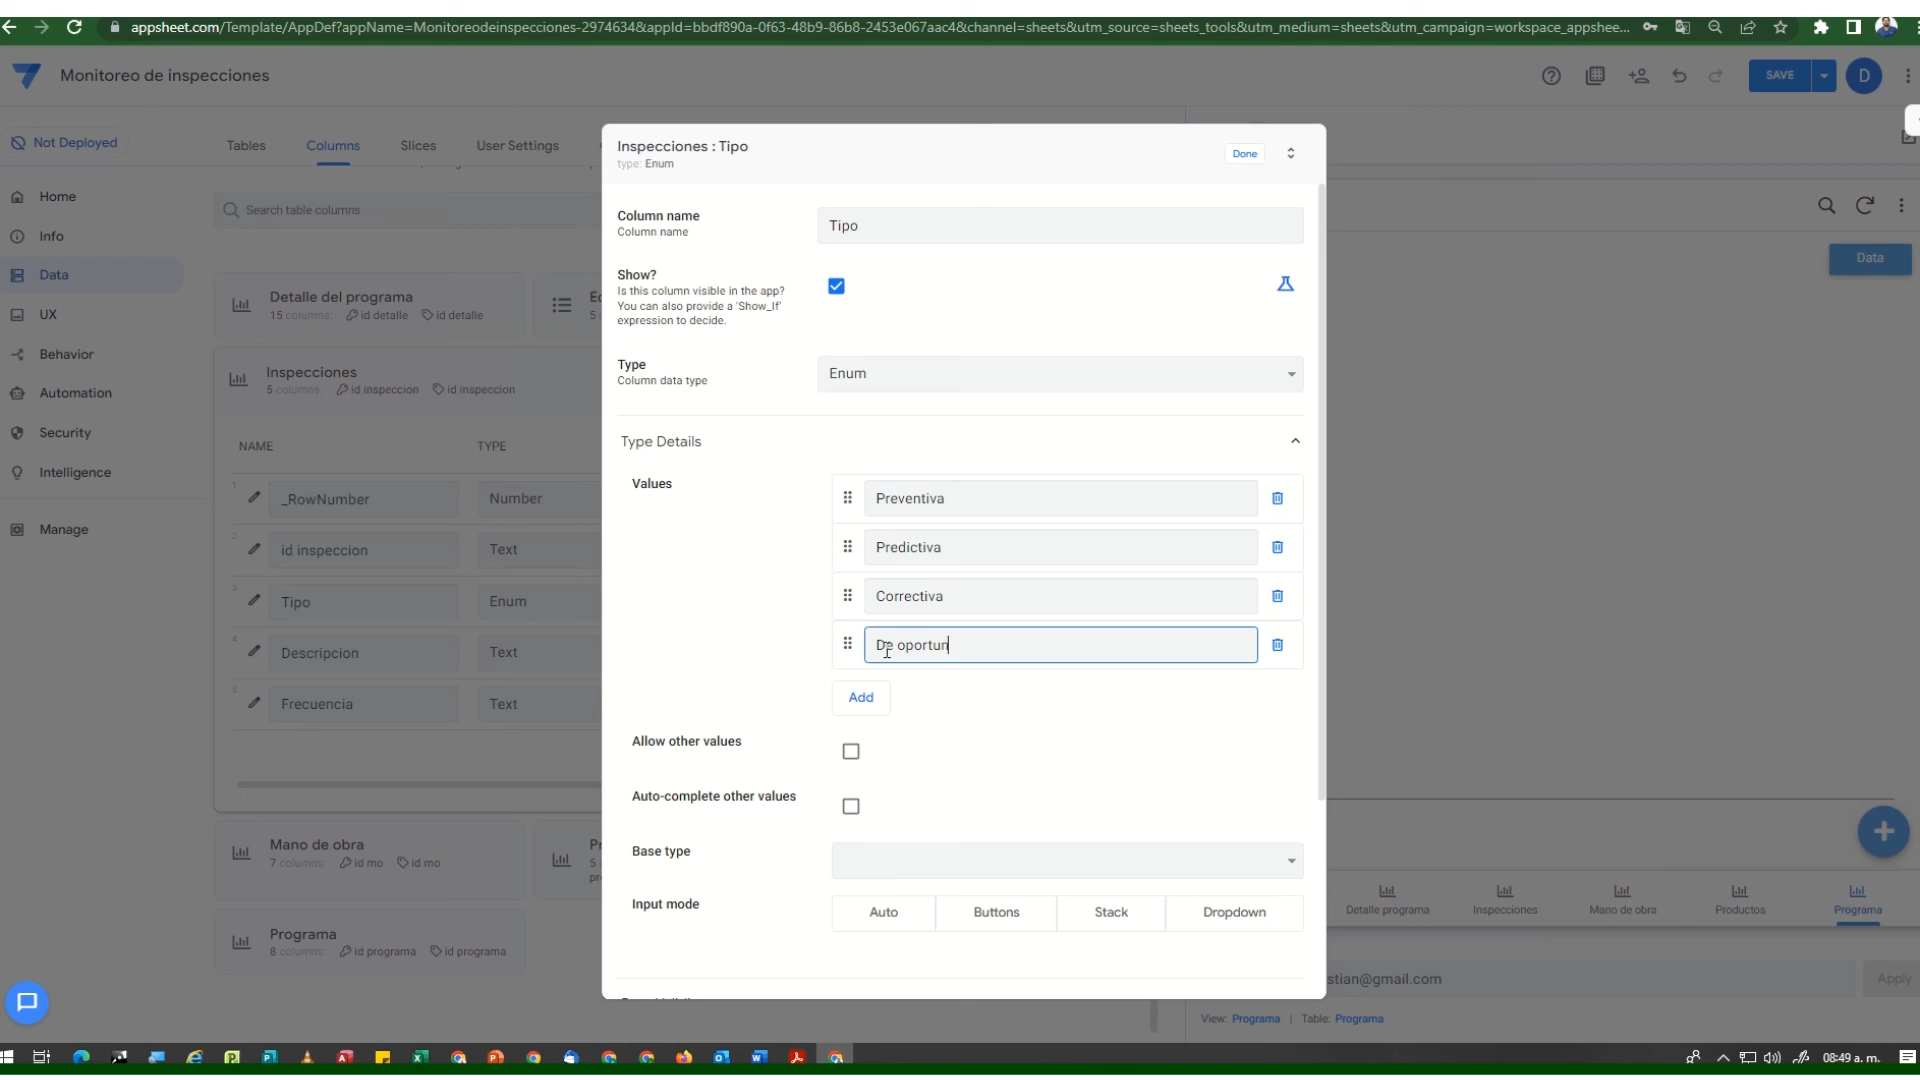 appsheet.com/Template/AppDef?appName=Monitoreodeinspecciones-2974634&appId=bbdf890a-0f63-48b9-86b8-2453e067aac4&channel=sheets&utm_source=sheets_tools&utm_medium=sheets&utm_campaign=workspace_appshee...
Monitoreo de inspecciones
SAVE
D
Not Deployed
Tables
Columns
Slices
User Settings
Home
Info
Data
UX
Behavior
Automation
Security
Intelligence
Manage
Search table columns
Detalle del programa
15 columns: id detalle id detalle
5
Inspecciones
5 columns: id inspeccion id inspeccion
NAME TYPE
1 _RowNumber Number
2 id inspeccion Text
3 Tipo Enum
4 Descripcion Text
5 Frecuencia Text
Mano de obra
7 columns: id mo id mo
5
Programa
8 columns: id programa id programa
Inspecciones : Tipo
type: Enum
Done
Column name
Column name
Tipo
Show?
Is this column visible in the app?
You can also provide a 'Show_If'
expression to decide.
Type
Column data type
Enum
Type Details
Values
Preventiva
Predictiva
Correctiva
De oportun
Add
Allow other values
Auto-complete other values
Base type
Input mode
Auto Buttons Stack Dropdown
Data
Detalle programa
Inspecciones
Mano de obra
Productos
Programa
stian@gmail.com
Apply
View: Programa | Table: Programa
08:49 a. m.